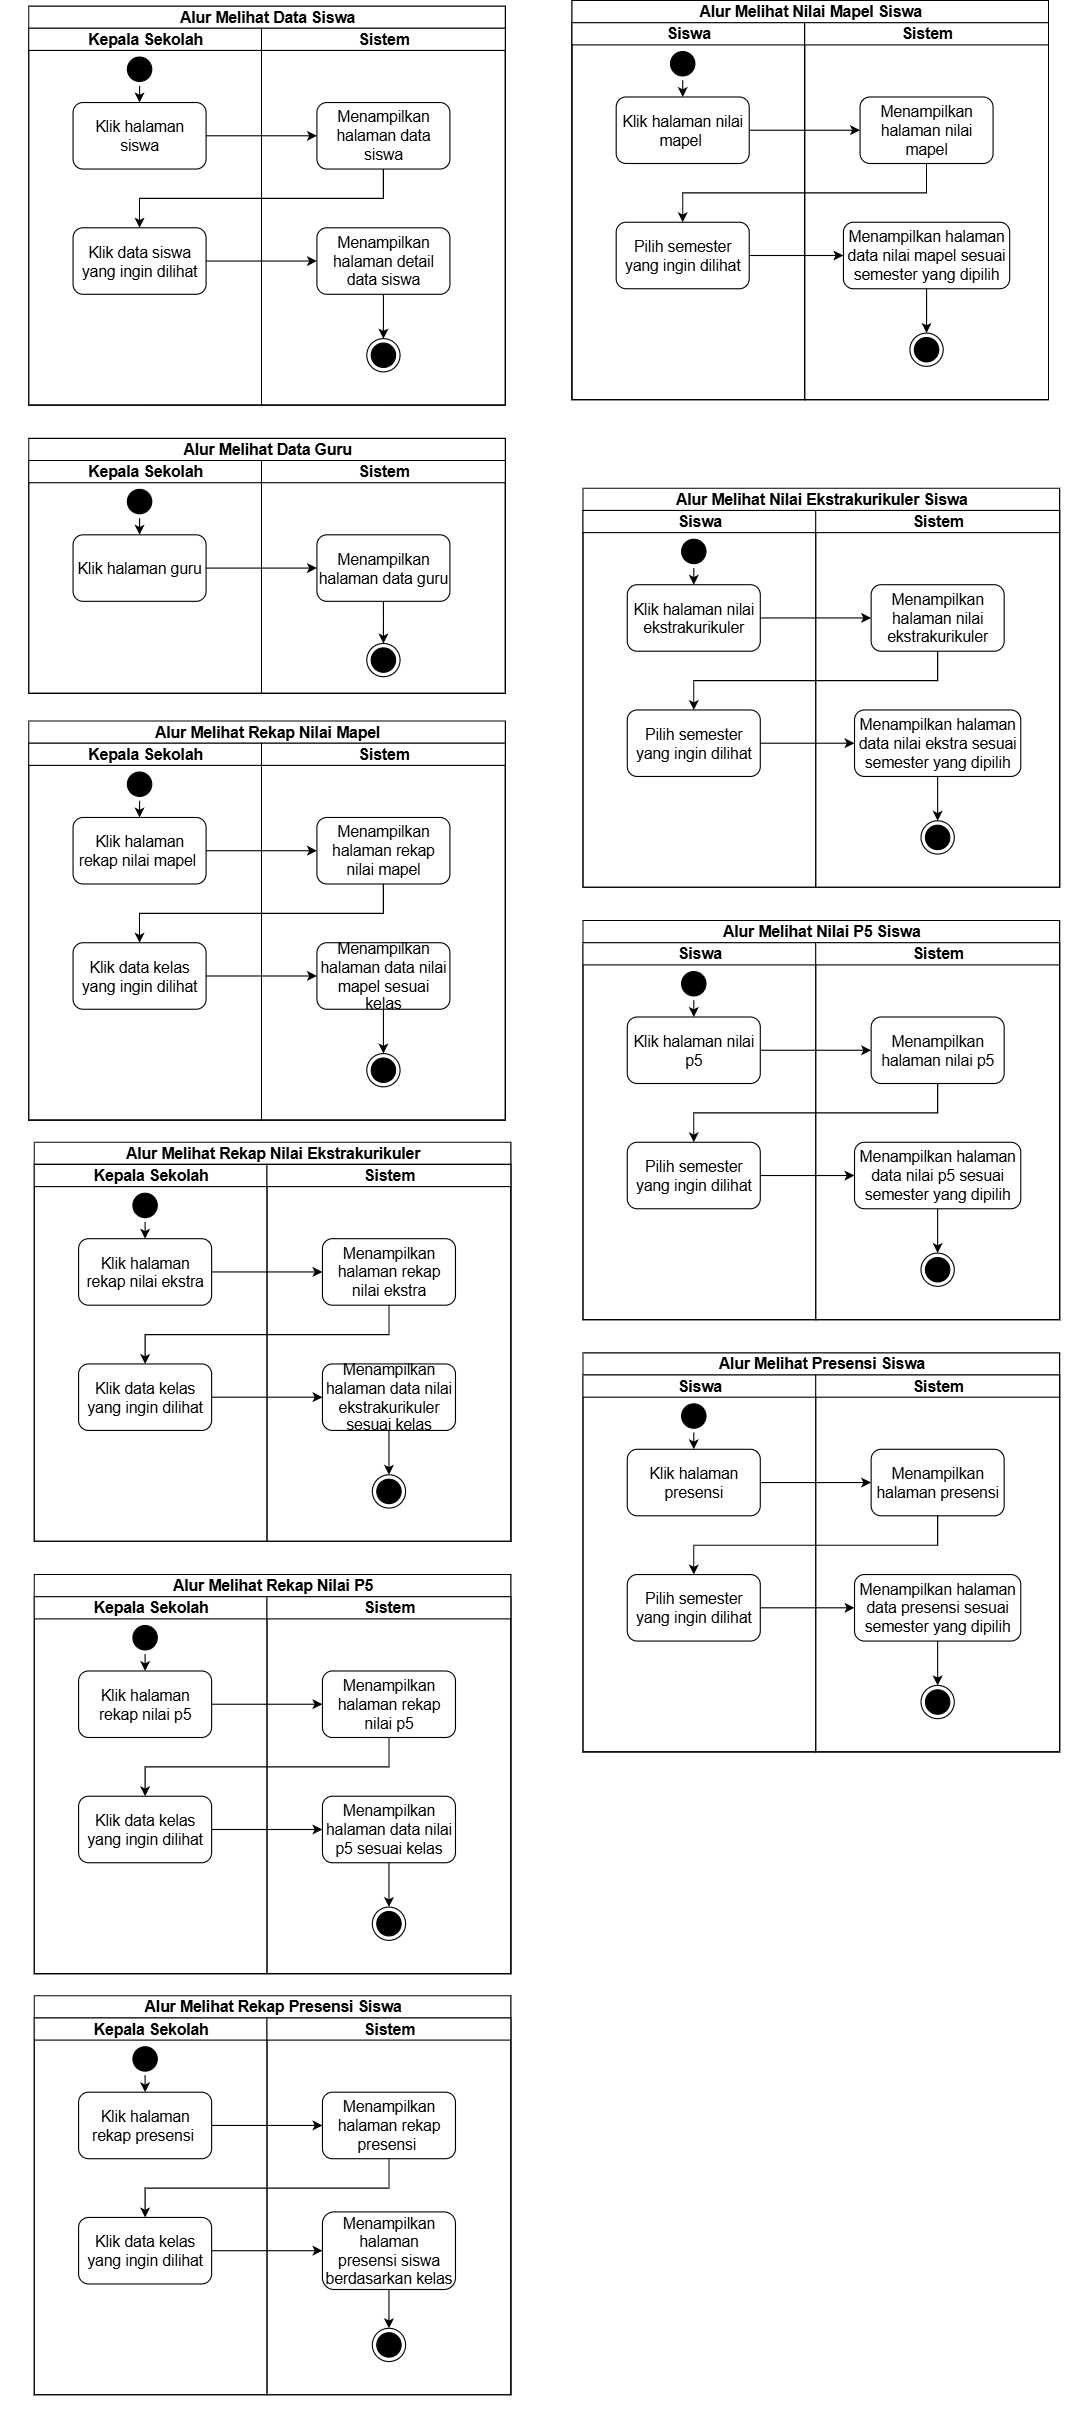 Alur Melihat Data Siswa
Kepala Sekolah
Sistem
Klik halaman
siswa
Menampilkan
halaman data
siswa
Klik data siswa
yang ingin dilihat
Menampilkan
halaman detail
data siswa
Alur Melihat Data Guru
Kepala Sekolah
Sistem
Klik halaman guru
Menampilkan
halaman data guru
Alur Melihat Rekap Nilai Mapel
Kepala Sekolah
Sistem
Klik halaman
rekap nilai mapel
Menampilkan
halaman rekap
nilai mapel
Klik data kelas
yang ingin dilihat
Menampilkan
halaman data nilai
mapel sesuai
kelas
Alur Melihat Rekap Nilai Ekstrakurikuler
Kepala Sekolah
Sistem
Klik halaman
rekap nilai ekstra
Menampilkan
halaman rekap
nilai ekstra
Klik data kelas
yang ingin dilihat
Menampilkan
halaman data nilai
ekstrakurikuler
sesuai kelas
Alur Melihat Rekap Nilai P5
Kepala Sekolah
Sistem
Klik halaman
rekap nilai p5
Menampilkan
halaman rekap
nilai p5
Klik data kelas
yang ingin dilihat
Menampilkan
halaman data nilai
p5 sesuai kelas
Alur Melihat Rekap Presensi Siswa
Kepala Sekolah
Sistem
Klik halaman
rekap presensi
Menampilkan
halaman rekap
presensi
Klik data kelas
yang ingin dilihat
Menampilkan
halaman
presensi siswa
berdasarkan kelas
Alur Melihat Nilai Mapel Siswa
Siswa
Sistem
Klik halaman nilai
mapel
Menampilkan
halaman nilai
mapel
Pilih semester
yang ingin dilihat
Menampilkan halaman
data nilai mapel sesuai
semester yang dipilih
Alur Melihat Nilai Ekstrakurikuler Siswa
Siswa
Sistem
Klik halaman nilai
ekstrakurikuler
Menampilkan
halaman nilai
ekstrakurikuler
Pilih semester
yang ingin dilihat
Menampilkan halaman
data nilai ekstra sesuai
semester yang dipilih
Alur Melihat Nilai P5 Siswa
Siswa
Sistem
Klik halaman nilai
p5
Menampilkan
halaman nilai p5
Pilih semester
yang ingin dilihat
Menampilkan halaman
data nilai p5 sesuai
semester yang dipilih
Alur Melihat Presensi Siswa
Siswa
Sistem
Klik halaman
presensi
Menampilkan
halaman presensi
Pilih semester
yang ingin dilihat
Menampilkan halaman
data presensi sesuai
semester yang dipilih